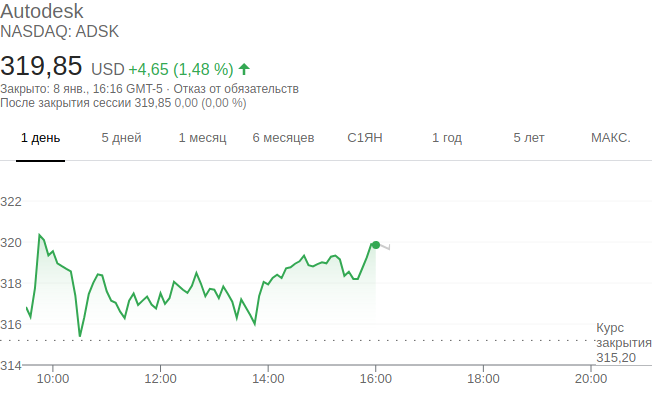 Autodesk
NASDAQ: ADSK
319,85 USD +4,65 (1,48 %)
Закрыто: 8 янв., 16:16 GMT-5 · Отказ от обязательств
После закрытия сессии 319,85 0,00 (0,00 %)
1 день 5 дней 1 месяц 6 месяцев С1ЯН 1 год 5 лет МАКС.
322
320
318
316
Курс
закрытия
315,20
314
10:00 12:00 14:00 16:00 18:00 20:00